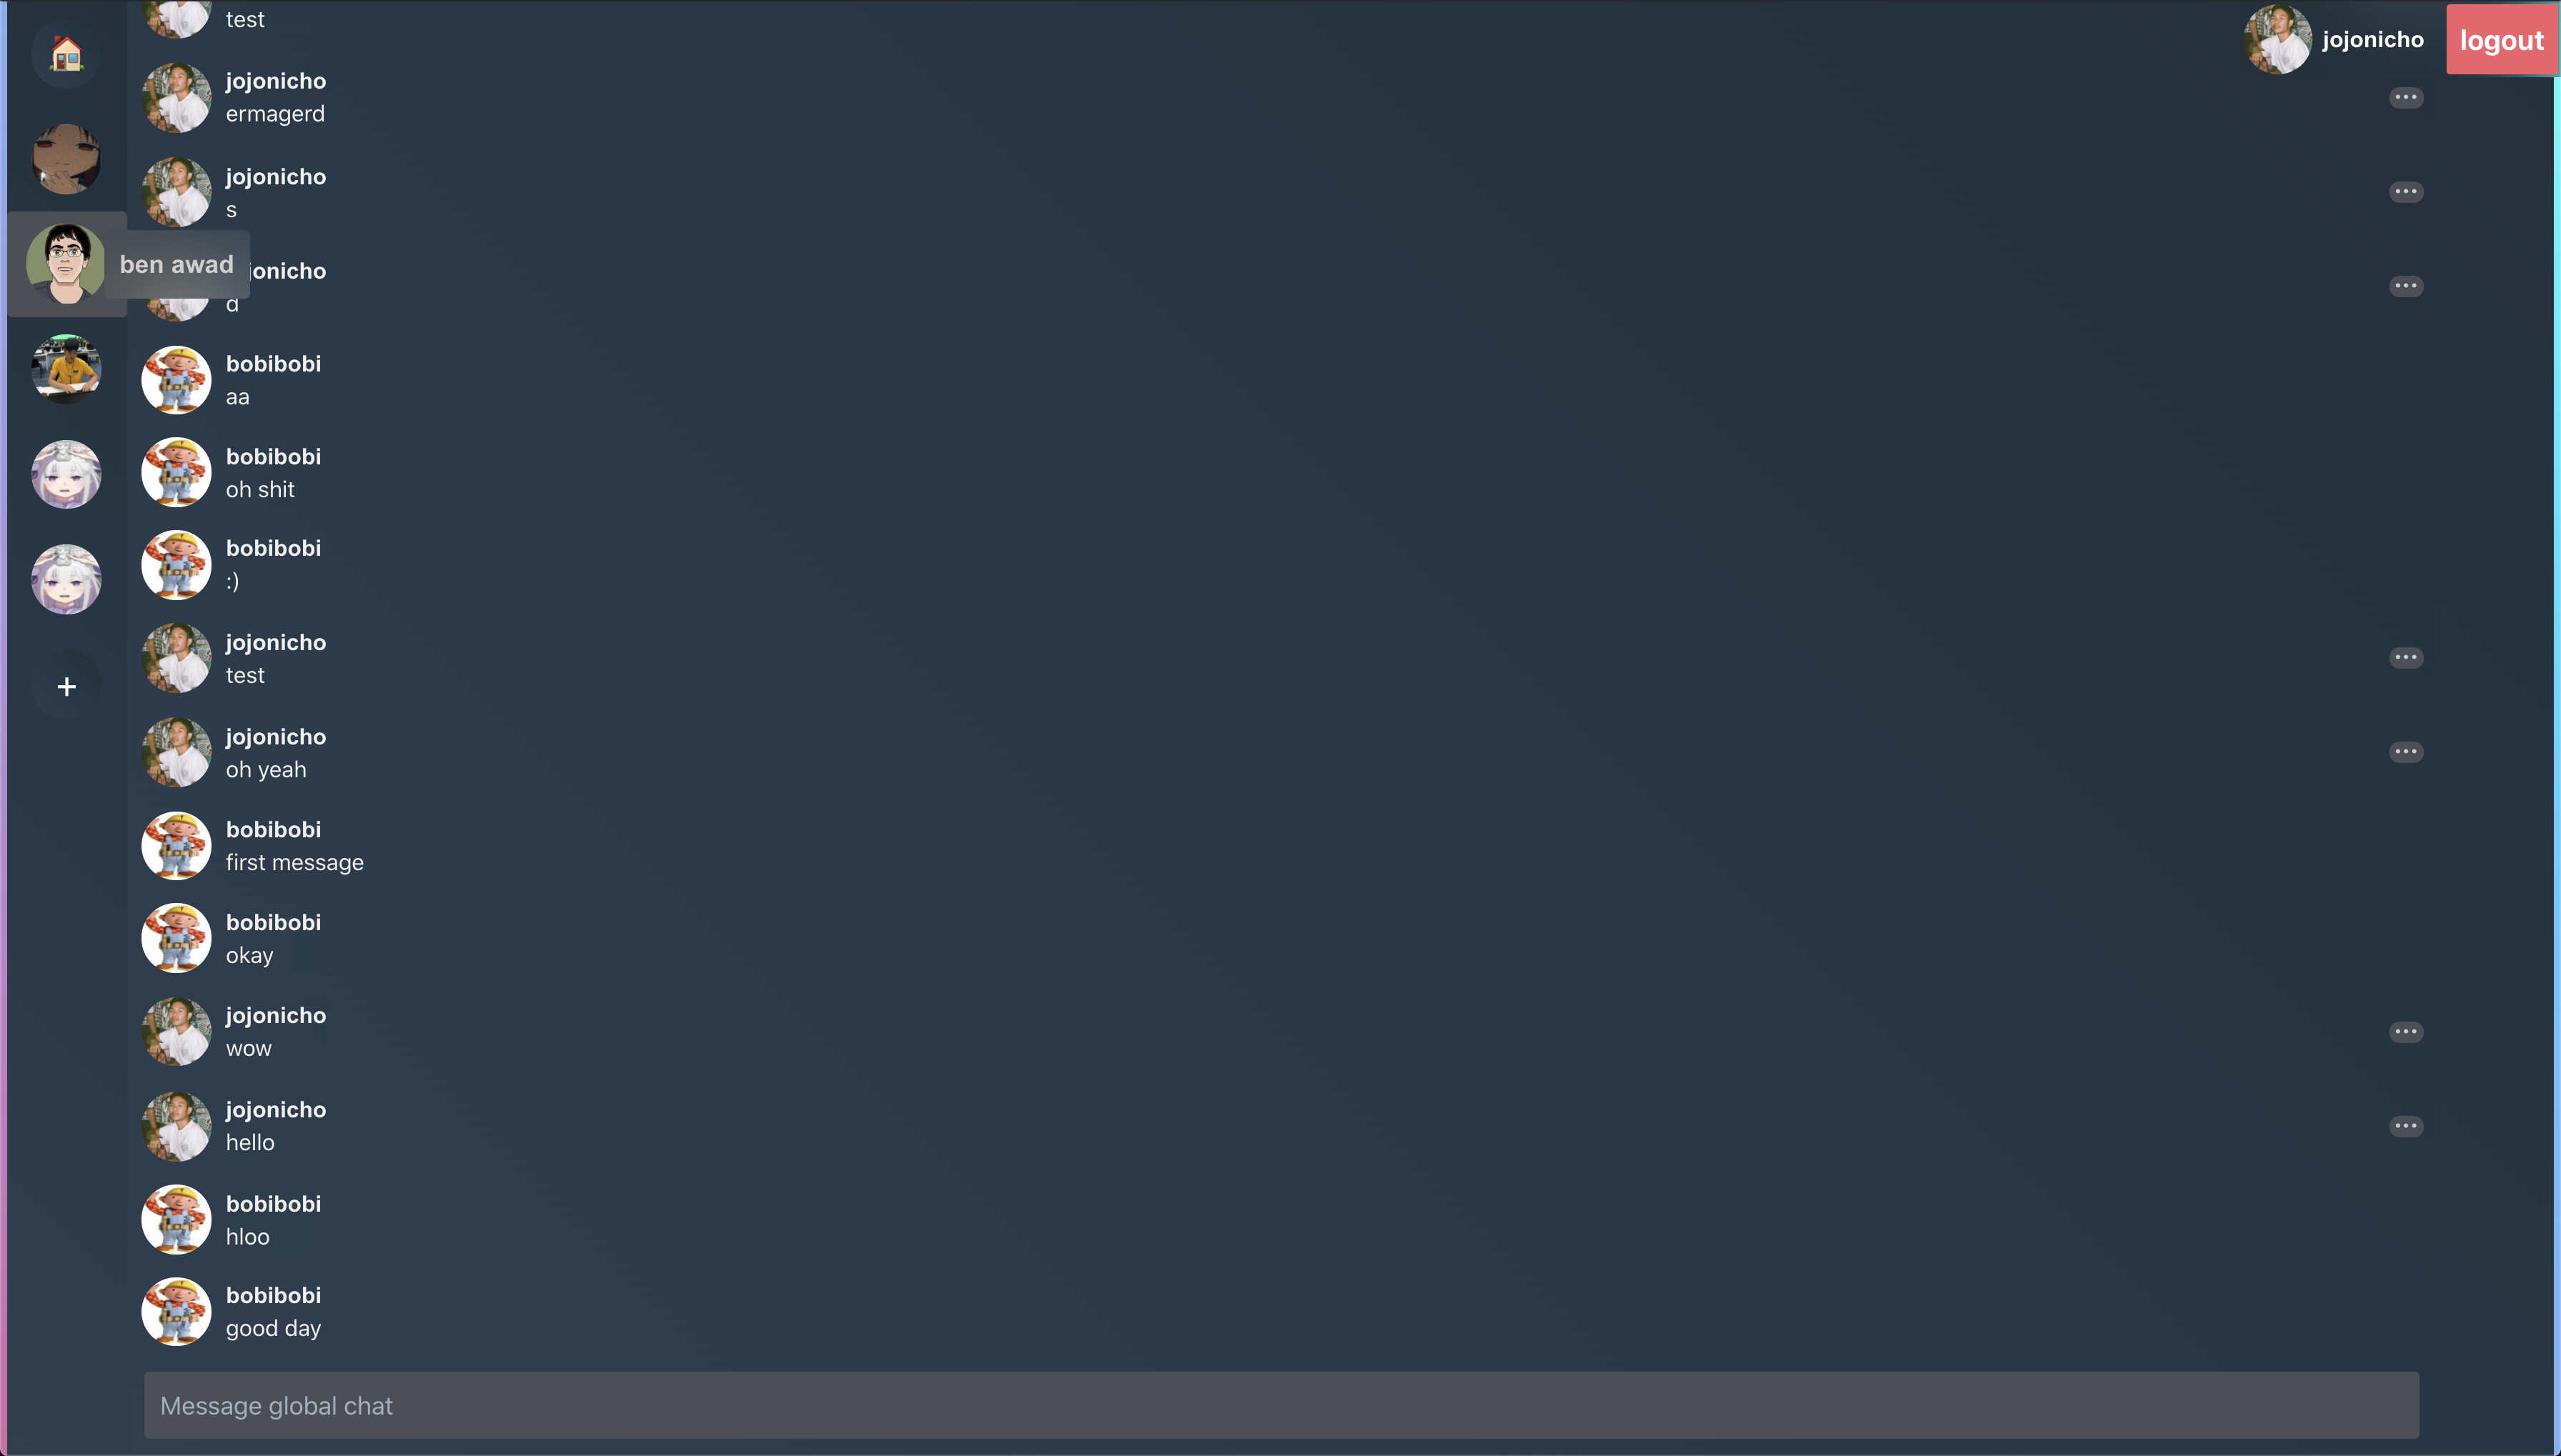 test
jojonicho
logout
jojonicho
ermagerd
jojonicho
s
ben awad
jonicho
d
bobibobi
aa
bobibobi
oh shit
bobibobi
:)
jojonicho
test
jojonicho
oh yeah
bobibobi
first message
bobibobi
okay
jojonicho
wow
jojonicho
hello
bobibobi
hloo
bobibobi
good day
Message global chat